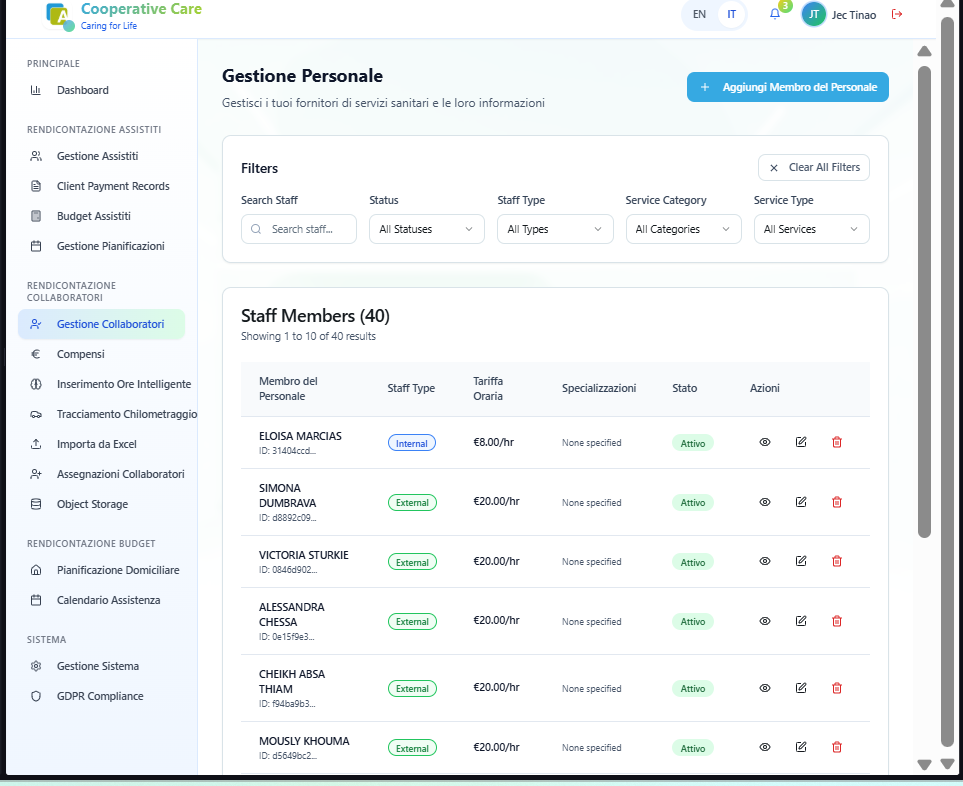 Cooperative Care
Caring for Life
EN IT
3
JT Jec Tinao
PRINCIPALE
Dashboard
RENDICONTAZIONE ASSISTITI
Gestione Assistiti
Client Payment Records
Budget Assistiti
Gestione Pianificazioni
RENDICONTAZIONE
COLLABORATORI
Gestione Collaboratori
Compensi
Inserimento Ore Intelligente
Tracciamento Chilometraggio
Importa da Excel
Assegnazioni Collaboratori
Object Storage
RENDICONTAZIONE BUDGET
Pianificazione Domiciliare
Calendario Assistenza
SISTEMA
Gestione Sistema
GDPR Compliance
Gestione Personale
Gestisci i tuoi fornitori di servizi sanitari e le loro informazioni
+ Aggiungi Membro del Personale
Filters
Clear All Filters
Search Staff Status Staff Type Service Category Service Type
Search staff... All Statuses All Types All Categories All Services
Staff Members (40)
Showing 1 to 10 of 40 results
Membro del
Personale
Staff Type
Tariffa
Oraria
Specializzazioni Stato Azioni
ELOISA MARCIAS
ID: 31404ccd...
Internal €8.00/hr None specified Attivo
SIMONA
DUMBRAVA
ID: d8892c09...
External €20.00/hr None specified Attivo
VICTORIA STURKIE
ID: 0846d902...
External €20.00/hr None specified Attivo
ALESSANDRA
CHESSA
ID: 0e15f9e3...
External €20.00/hr None specified Attivo
CHEIKH ABSA
THIAM
ID: f94ba9b3...
External €20.00/hr None specified Attivo
MOUSLY KHOUMA
ID: d5649bc2...
External €20.00/hr None specified Attivo